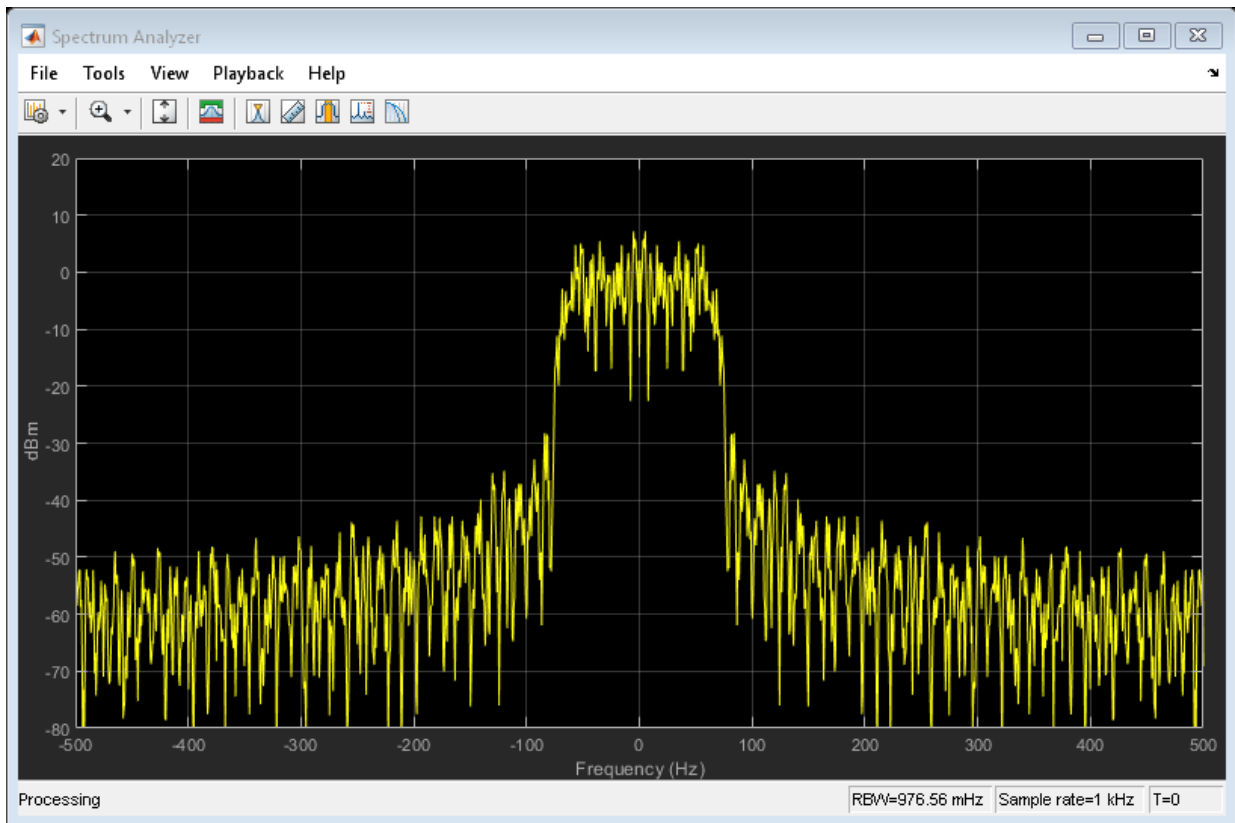 Spectrum Analyzer
File Tools View Playback Help
20
10
0
-10
-20
-30
-40
-50
-60
-70
-80
dBm
-500 -400 -300 -200 -100 0 100 200 300 400 500
Frequency (Hz)
Processing RBW=976.56 mHz Sample rate=1 kHz T=0